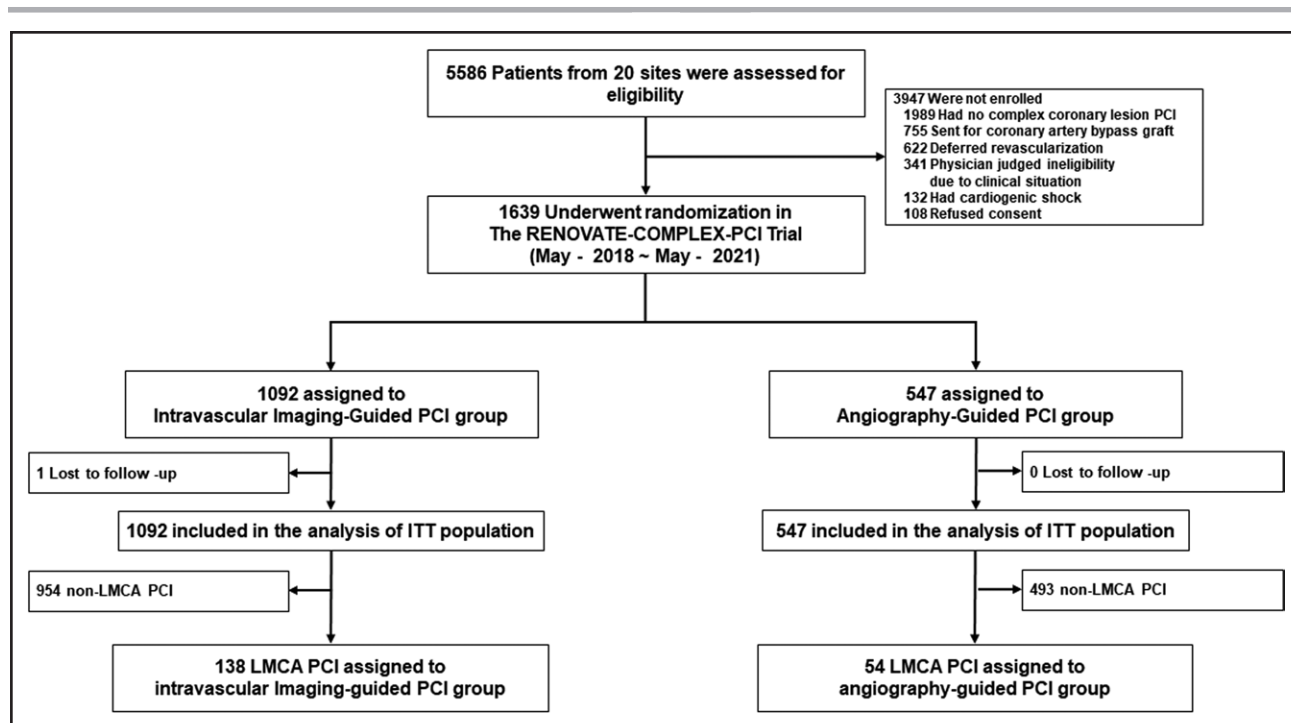 5586 Patients from 20 sites were assessed for
eligibility
3947 Were not enrolled
1989 Had no complex coronary lesion PCI
755 Sent for coronary artery bypass graft
622 Deferred revascularization
341 Physician judged ineligibility
due to clinical situation
132 Had cardiogenic shock
108 Refused consent
1639 Underwent randomization in
The RENOVATE-COMPLEX-PCI Trial
(May - 2018 ~ May - 2021)
1092 assigned to
Intravascular Imaging-Guided PCI group
547 assigned to
Angiography-Guided PCI group
1 Lost to follow -up
0 Lost to follow -up
1092 included in the analysis of ITT population
547 included in the analysis of ITT population
954 non-LMCA PCI
493 non-LMCA PCI
138 LMCA PCI assigned to
intravascular Imaging-guided PCI group
54 LMCA PCI assigned to
angiography-guided PCI group